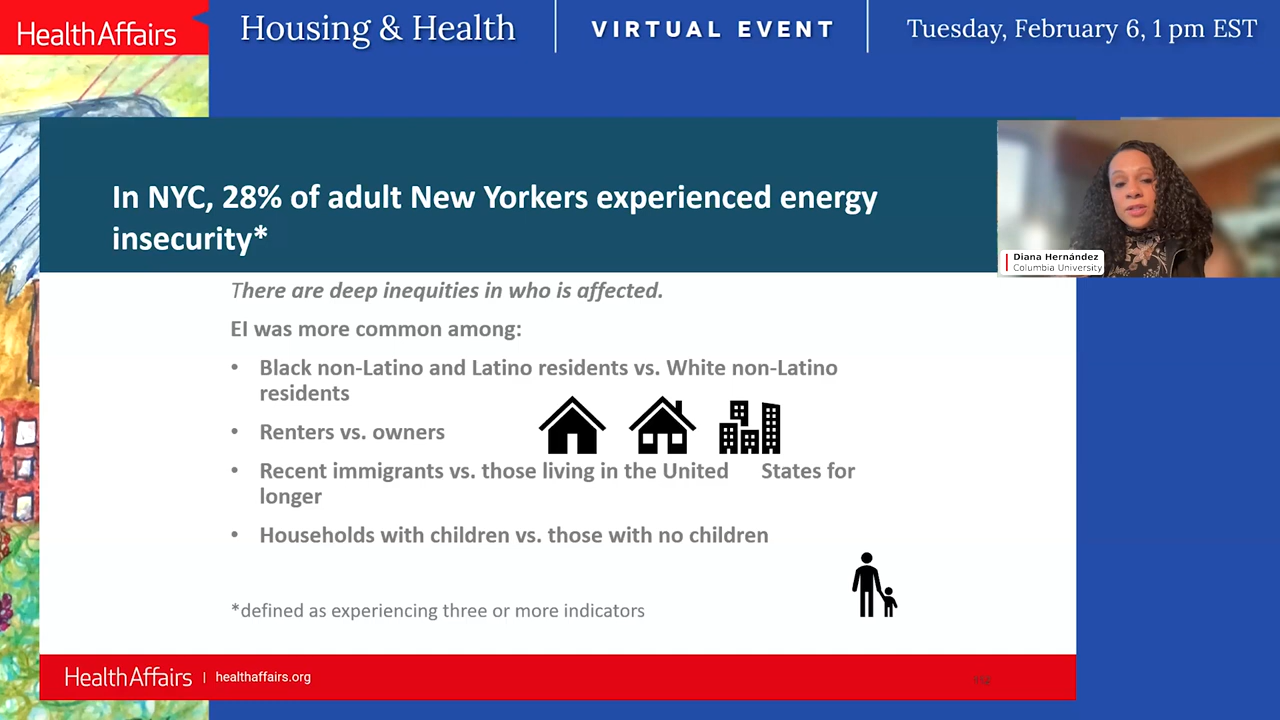 HealthAffairs
Housing & Health
VIRTUAL EVENT
Tuesday, February 6, 1 pm EST
In NYC, 28% of adult New Yorkers experienced energy
insecurity*
Diana Hernández
Columbia University
There are deep inequities in who is affected.
EI was more common among:
• Black non-Latino and Latino residents vs. White non-Latino
residents
• Renters vs. owners
• Recent immigrants vs. those living in the United States for
longer
• Households with children vs. those with no children
*defined as experiencing three or more indicators
HealthAffairs | healthaffairs.org